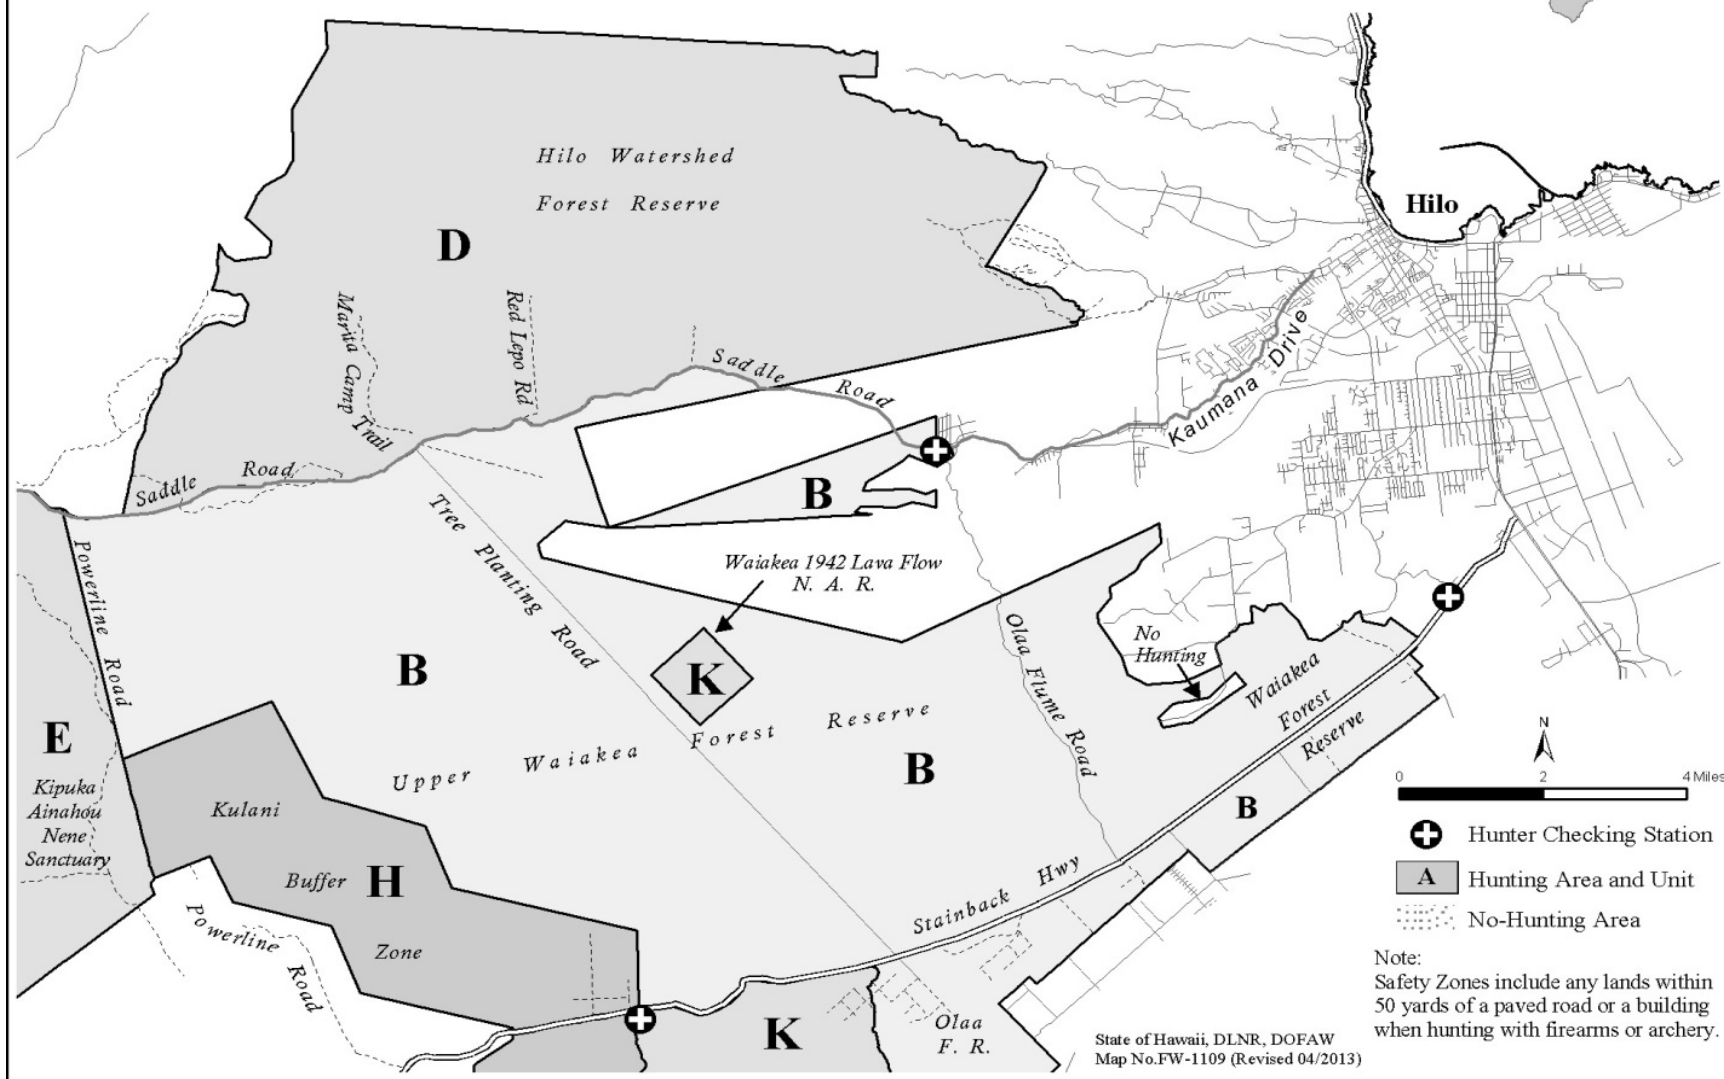 Hilo Watershed
Forest Reserve
D
Hilo
Marita Camp Trail
Red Lepo Rd
Saddle Road
Kaumana Drive
Saddle Road
B
Powerline Road
Tree Planting Road
Waiakea 1942 Lava Flow
N. A. R.
Olaa Flume Road
No
Hunting
K
B
Waiakea
Forest
Reserve
E
Kipuka
Ainahou
Nene
Sanctuary
Upper Waiakea Forest Reserve
B
B
Kulani
Buffer
H
Zone
Powerline Road
Stainback Hwy
K
Olaa
F. R.
N
0 2 4 Miles
Hunter Checking Station
A Hunting Area and Unit
No-Hunting Area
Note:
Safety Zones include any lands within
50 yards of a paved road or a building
when hunting with firearms or archery.
State of Hawaii, DLNR, DOFAW
Map No.FW-1109 (Revised 04/2013)